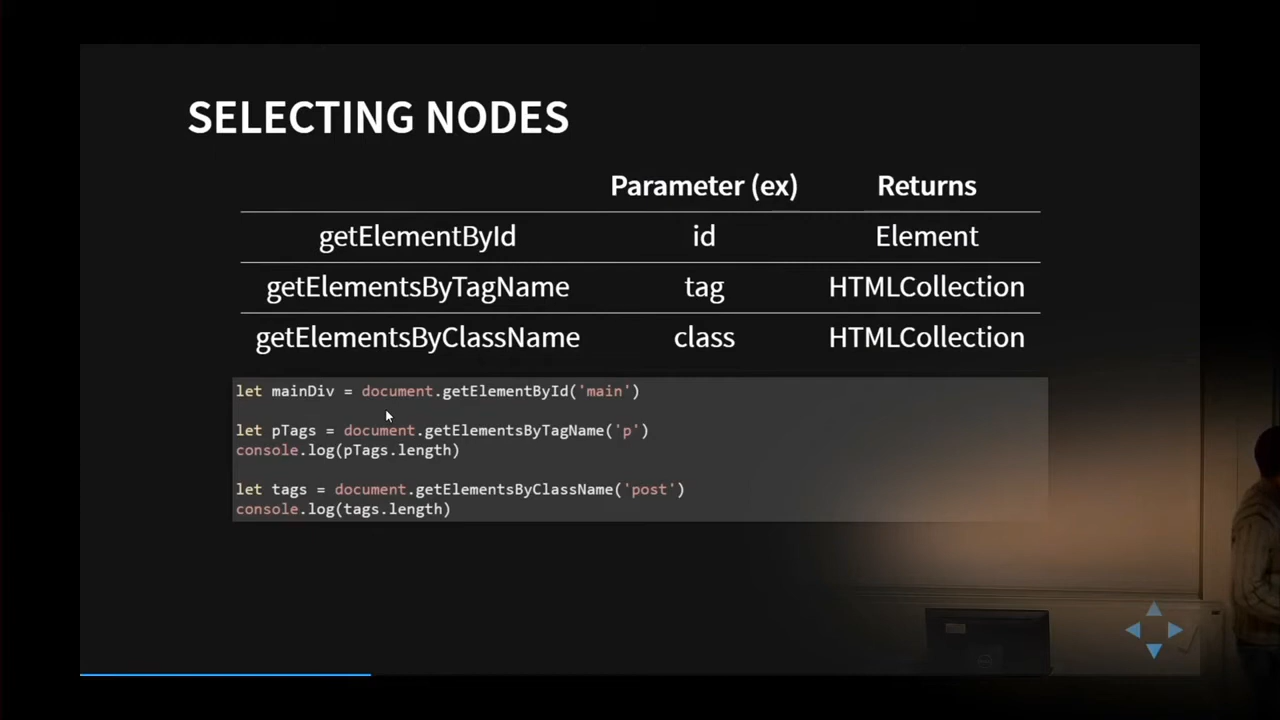 SELECTING NODES
Parameter (ex) Returns
getElementById id Element
getElementsByTagName tag HTMLCollection
getElementsByClassName class HTMLCollection
let mainDiv = document.getElementById('main')
let pTags = document.getElementsByTagName('p')
console.log(pTags.length)
let tags = document.getElementsByClassName('post')
console.log(tags.length)